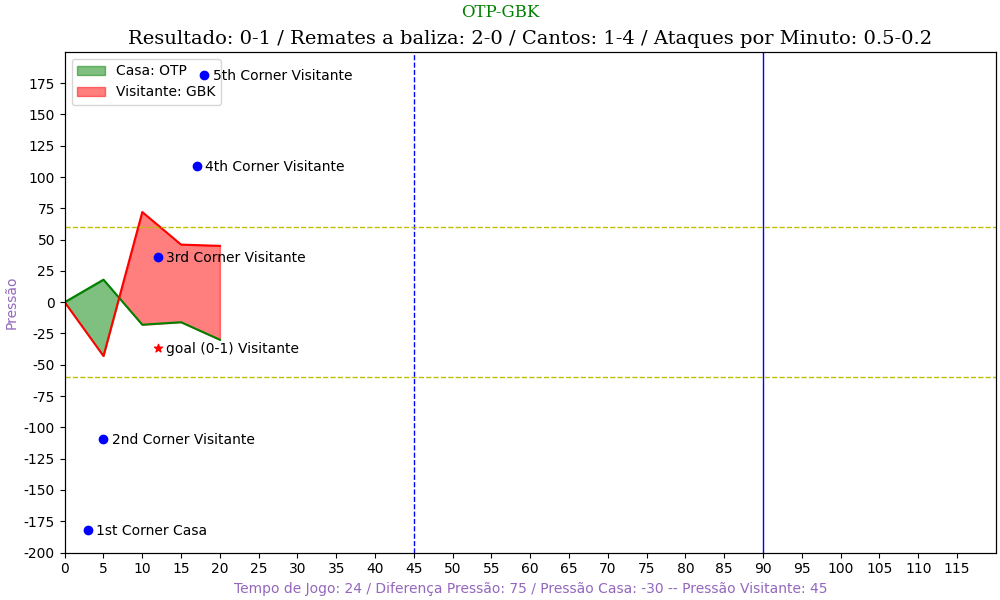 OTP-GBK
Resultado: 0-1 / Remates a baliza: 2-0 / Cantos: 1-4 / Ataques por Minuto: 0.5-0.2
Casa: OTP
Visitante: GBK
5th Corner Visitante
4th Corner Visitante
3rd Corner Visitante
goal (0-1) Visitante
2nd Corner Visitante
1st Corner Casa
Pressão
175
150
125
100
75
50
25
0
-25
-50
-75
-100
-125
-150
-175
-200
0 5 10 15 20 25 30 35 40 45 50 55 60 65 70 75 80 85 90 95 100 105 110 115
Tempo de Jogo: 24 / Diferença Pressão: 75 / Pressão Casa: -30 -- Pressão Visitante: 45